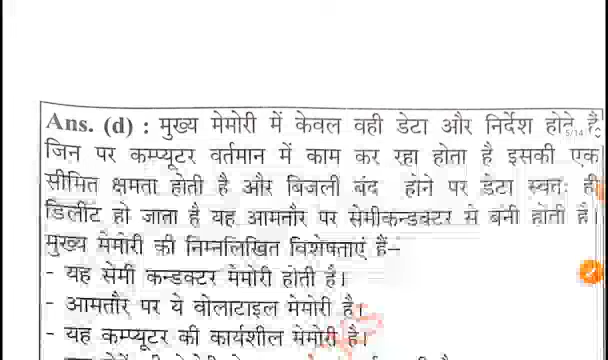 Ans. (d) : मुख्य मेमोरी में केवल वही डेटा और निर्देश होते हैं
5/14
जिन पर कम्प्यूटर वर्तमान में काम कर रहा होता है इसकी एक
सीमित क्षमता होती है और बिजली बंद होने पर डेटा स्वतः ही
डिलीट हो जाता है यह आमतौर पर सेमीकन्डक्टर से बनी होती है।
मुख्य मेमोरी की निम्नलिखित विशेषताएं हैं–
- यह सेमी कन्डक्टर मेमोरी होती है।
- आमतौर पर ये वोलाटाइल मेमोरी है।
- यह कम्प्यूटर की कार्यशील मेमोरी है।